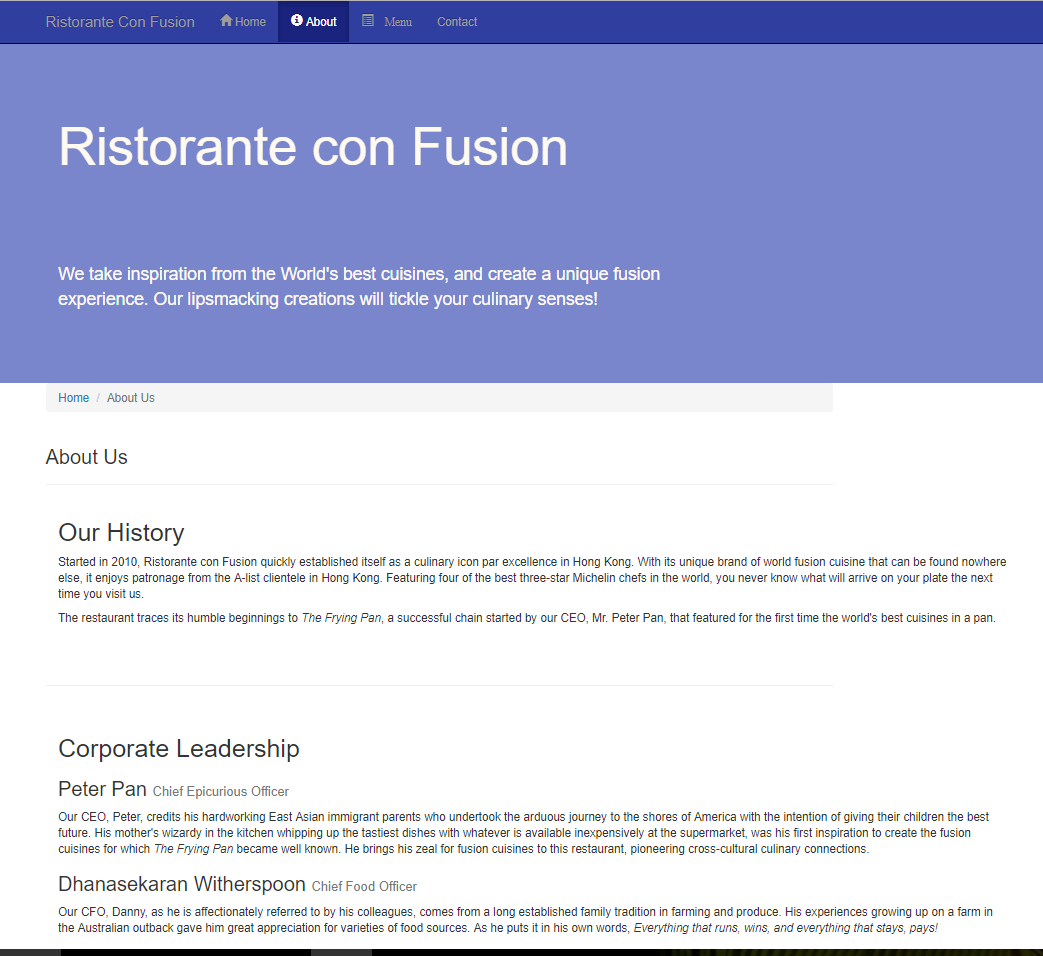 Ristorante Con Fusion Home About Menu Contact
Ristorante con Fusion
We take inspiration from the World's best cuisines, and create a unique fusion
experience. Our lipsmacking creations will tickle your culinary senses!
Home / About Us
About Us
Our History
Started in 2010, Ristorante con Fusion quickly established itself as a culinary icon par excellence in Hong Kong. With its unique brand of world fusion cuisine that can be found nowhere
else, it enjoys patronage from the A-list clientele in Hong Kong. Featuring four of the best three-star Michelin chefs in the world, you never know what will arrive on your plate the next
time you visit us.
The restaurant traces its humble beginnings to The Frying Pan, a successful chain started by our CEO, Mr. Peter Pan, that featured for the first time the world's best cuisines in a pan.
Corporate Leadership
Peter Pan Chief Epicurious Officer
Our CEO, Peter, credits his hardworking East Asian immigrant parents who undertook the arduous journey to the shores of America with the intention of giving their children the best
future. His mother's wizardy in the kitchen whipping up the tastiest dishes with whatever is available inexpensively at the supermarket, was his first inspiration to create the fusion
cuisines for which The Frying Pan became well known. He brings his zeal for fusion cuisines to this restaurant, pioneering cross-cultural culinary connections.
Dhanasekaran Witherspoon Chief Food Officer
Our CFO, Danny, as he is affectionately referred to by his colleagues, comes from a long established family tradition in farming and produce. His experiences growing up on a farm in
the Australian outback gave him great appreciation for varieties of food sources. As he puts it in his own words, Everything that runs, wins, and everything that stays, pays!